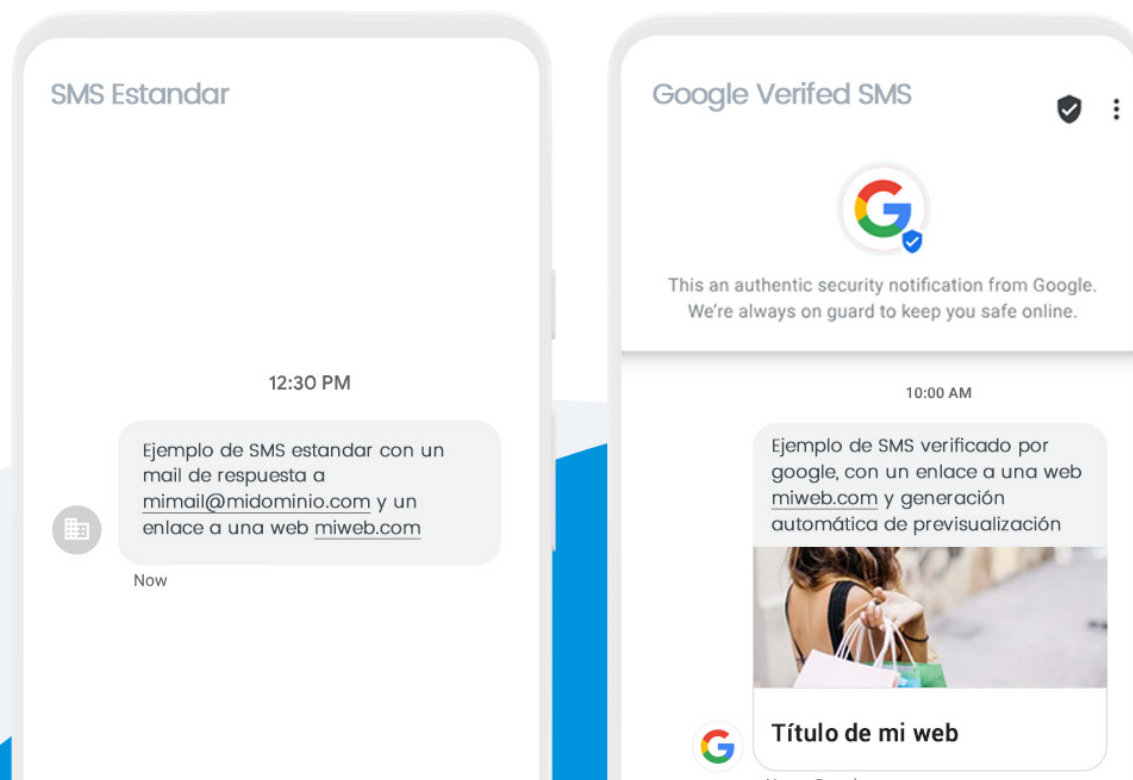 SMS Estandar
12:30 PM
Ejemplo de SMS estandar con un
mail de respuesta a
mimail@midominio.com y un
enlace a una web miweb.com
Now
Google Verifed SMS
This an authentic security notification from Google.
We're always on guard to keep you safe online.
10:00 AM
Ejemplo de SMS verificado por
google, con un enlace a una web
miweb.com y generación
automática de previsualización
Título de mi web